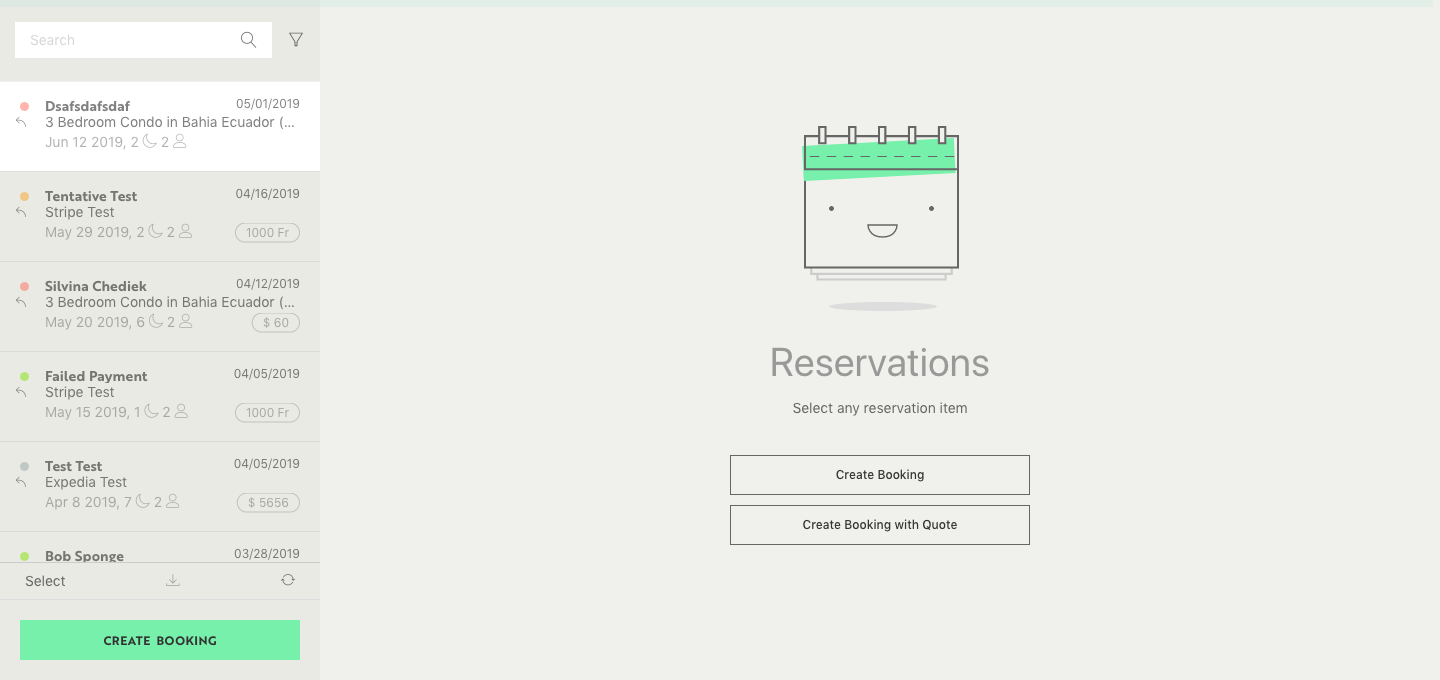 Search
Dsafsdafsdaf 05/01/2019
3 Bedroom Condo in Bahia Ecuador (...
Jun 12 2019, 2 2
Tentative Test 04/16/2019
Stripe Test
May 29 2019, 2 2 1000 Fr
Silvina Chediek 04/12/2019
3 Bedroom Condo in Bahia Ecuador (...
May 20 2019, 6 2 $ 60
Failed Payment 04/05/2019
Stripe Test
May 15 2019, 1 2 1000 Fr
Test Test 04/05/2019
Expedia Test
Apr 8 2019, 7 2 $ 5656
Bob Sponge 03/28/2019
Select
CREATE BOOKING
Reservations
Select any reservation item
Create Booking
Create Booking with Quote